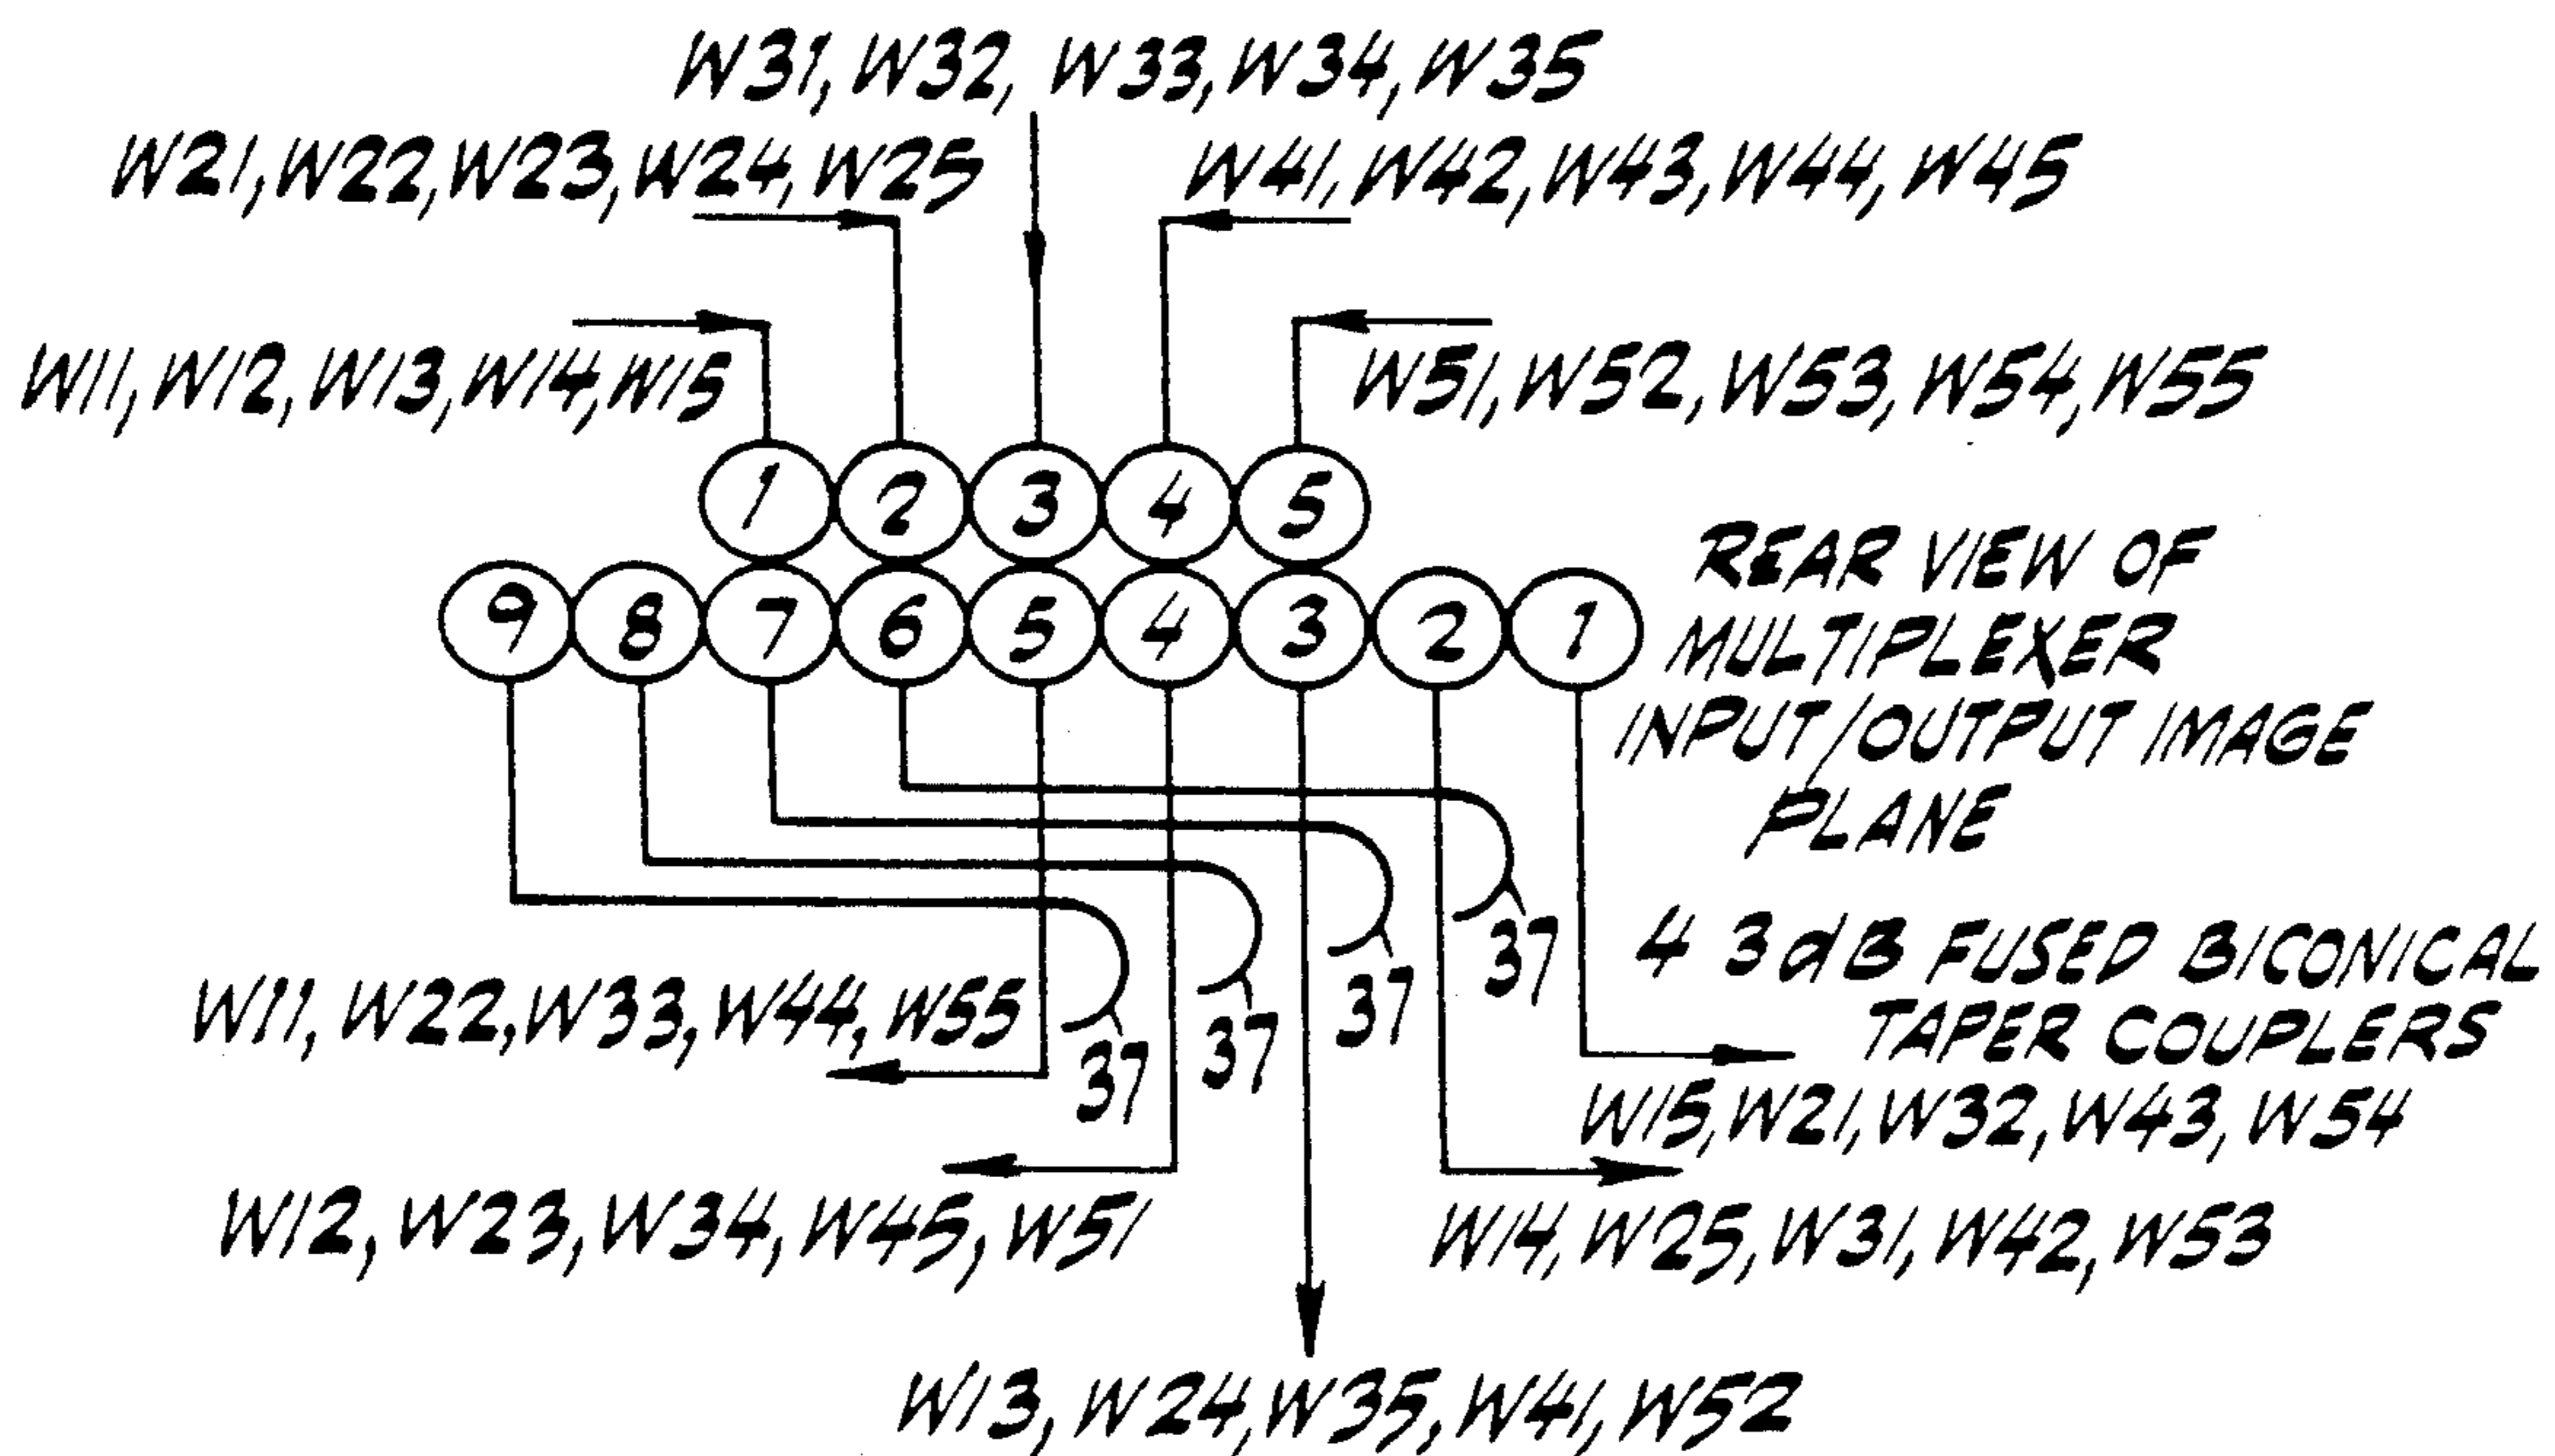 W31, W32, W33, W34, W35
W21, W22, W23, W24, W25
W41, W42, W43, W44, W45
W11, W12, W13, W14, W15
W51, W52, W53, W54, W55
1 2 3 4 5
9 8 7 6 5 4 3 2 1
REAR VIEW OF
MULTIPLEXER
INPUT/OUTPUT IMAGE
PLANE
37
37
37
37
4 3dB FUSED BICONICAL
TAPER COUPLERS
W11, W22, W33, W44, W55
W15, W21, W32, W43, W54
W12, W23, W34, W45, W51
W14, W25, W31, W42, W53
W13, W24, W35, W41, W52